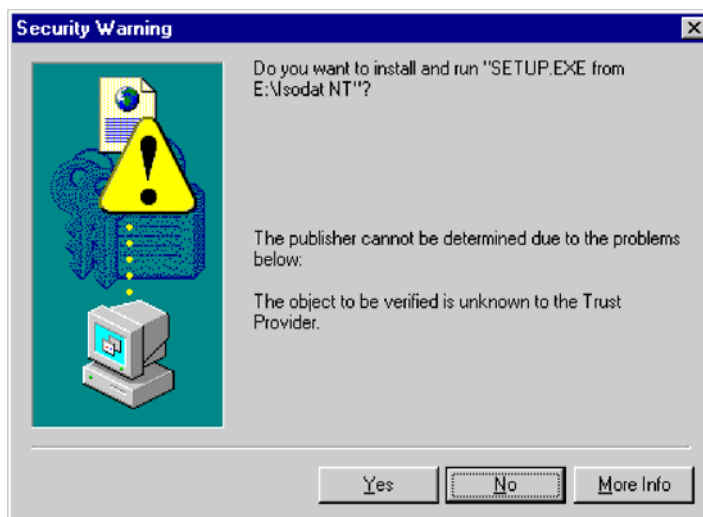 Security Warning
Do you want to install and run "SETUP.EXE from
E:\Isodat NT"?
The publisher cannot be determined due to the problems
below:
The object to be verified is unknown to the Trust
Provider.
Yes
No
More Info